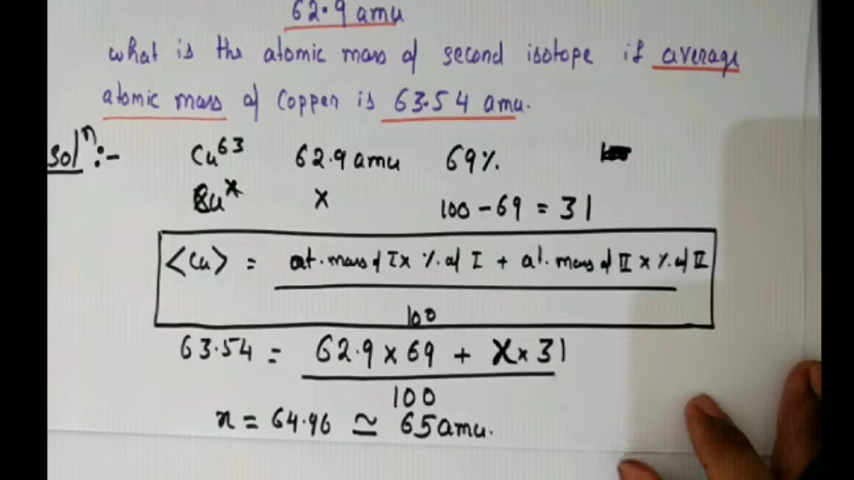 62.9 amu
what is the atomic mass of second isotope if average
atomic mass of Copper is 63.54 amu.
Solⁿ:- Cu⁶³ 62.9 amu 69%
Cuˣ x 100 - 69 = 31
<Cu> = at. mass of I x % of I + at. mass of II x % of II
100
63.54 = 62.9 x 69 + X x 31
100
x = 64.96 ≃ 65 amu.